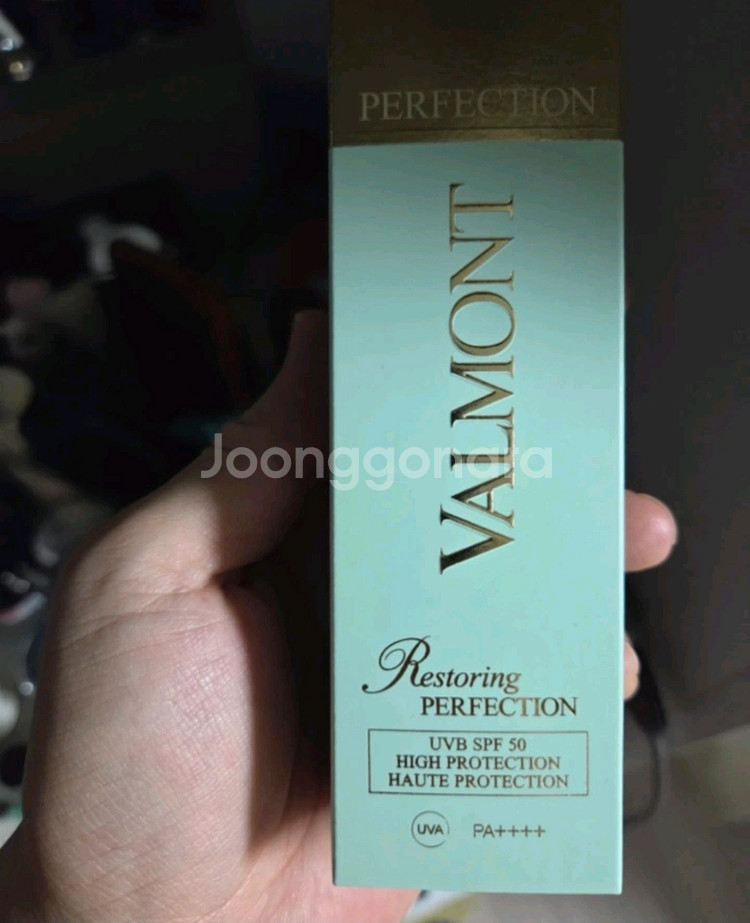 PERFECTION
VALMONT
Joonggonara
Restoring
PERFECTION
UVB SPF 50
HIGH PROTECTION
HAUTE PROTECTION
UVA PA++++